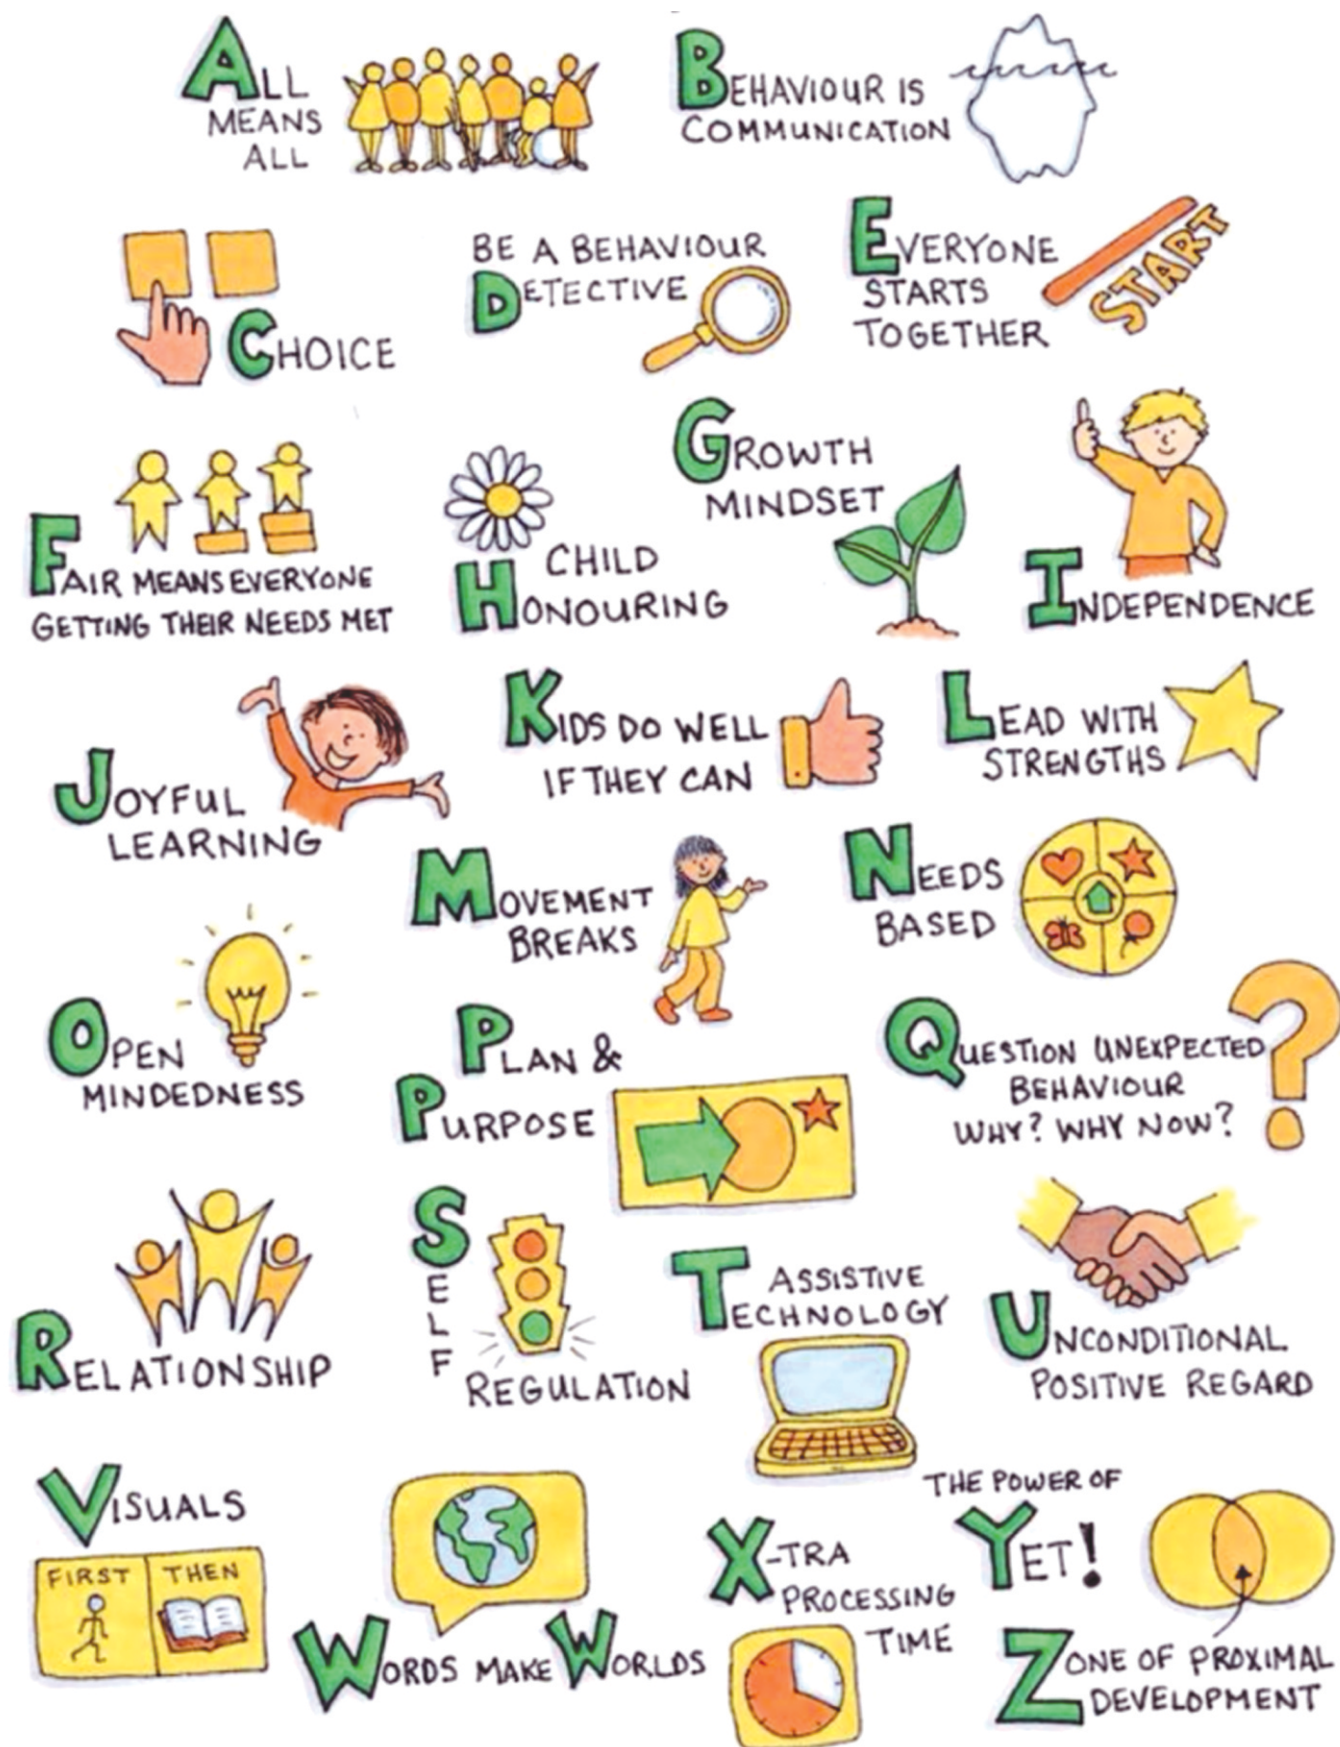 ALL
MEANS
ALL
BEHAVIOUR IS
COMMUNICATION
CHOICE
BE A BEHAVIOUR
DETECTIVE
EVERYONE
STARTS
TOGETHER
START
FAIR MEANS EVERYONE
GETTING THEIR NEEDS MET
CHILD
HONOURING
GROWTH
MINDSET
INDEPENDENCE
JOYFUL
LEARNING
KIDS DO WELL
IF THEY CAN
LEAD WITH
STRENGTHS
MOVEMENT
BREAKS
NEEDS
BASED
OPEN
MINDEDNESS
PLAN &
PURPOSE
QUESTION UNEXPECTED
BEHAVIOUR
WHY? WHY NOW?
RELATIONSHIP
SELF
REGULATION
ASSISTIVE
TECHNOLOGY
UNCONDITIONAL
POSITIVE REGARD
VISUALS
FIRST THEN
WORDS MAKE WORLDS
X-TRA
PROCESSING
TIME
THE POWER OF
YET!
ZONE OF PROXIMAL
DEVELOPMENT